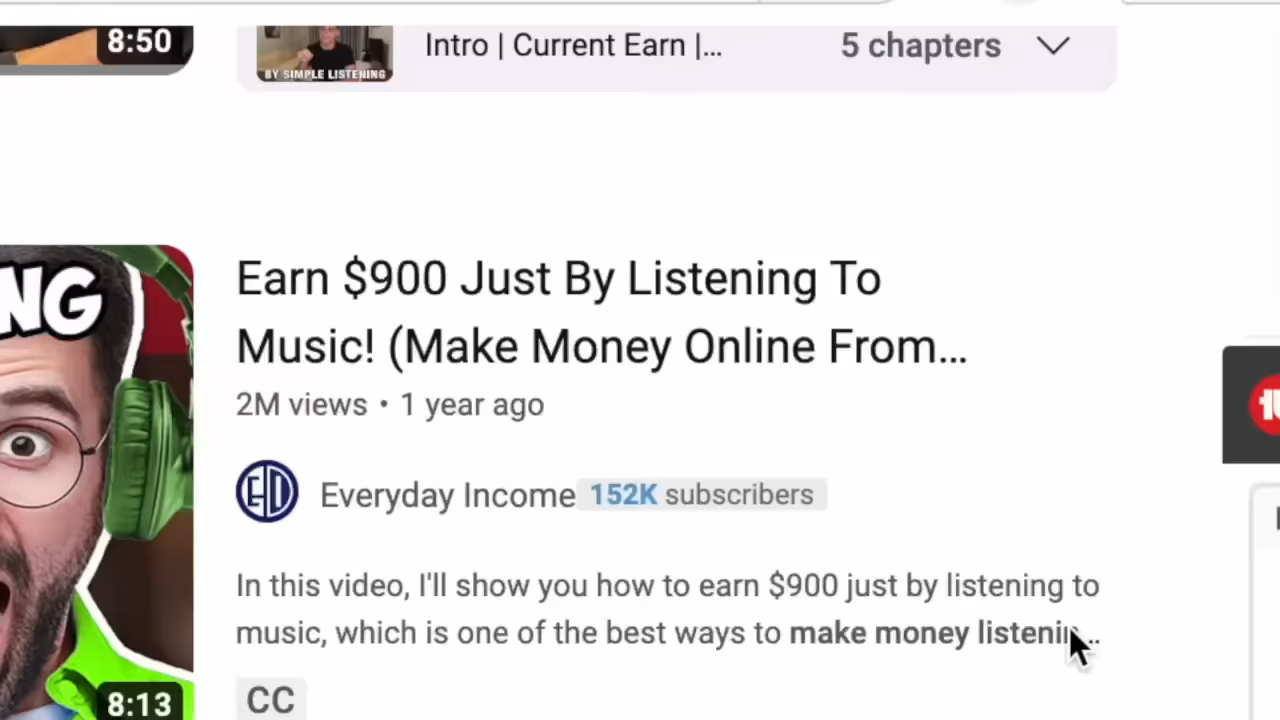 8:50
BY SIMPLE LISTENING
Intro | Current Earn |...
5 chapters
NG
Earn $900 Just By Listening To
Music! (Make Money Online From...
2M views • 1 year ago
Everyday Income 152K subscribers
In this video, I'll show you how to earn $900 just by listening to
music, which is one of the best ways to make money listenin...
8:13
CC